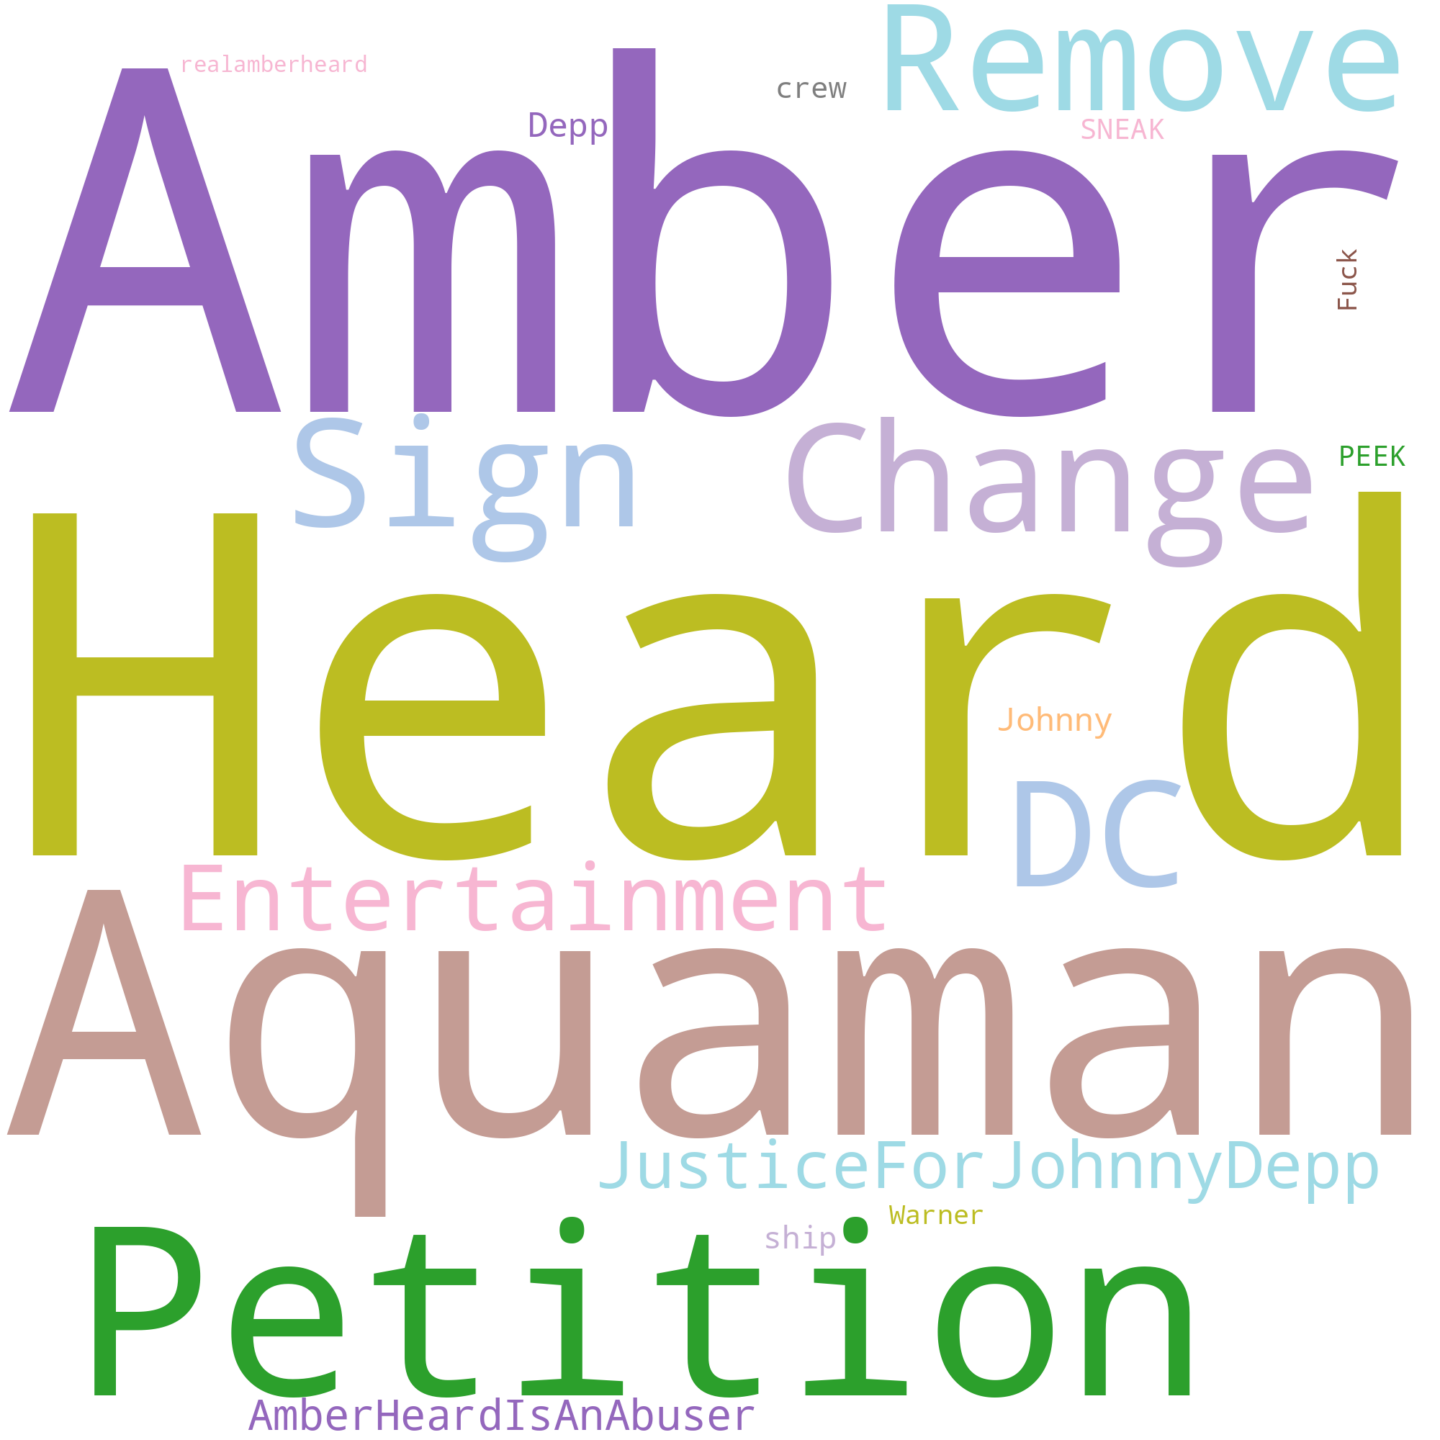 Remove
realamberheard
crew
Depp
SNEAK
Amber
Fuck
Sign
Change
PEEK
Heard
Johnny
DC
Entertainment
Aquaman
JusticeForJohnnyDepp
Warner
ship
Petition
AmberHeardIsAnAbuser